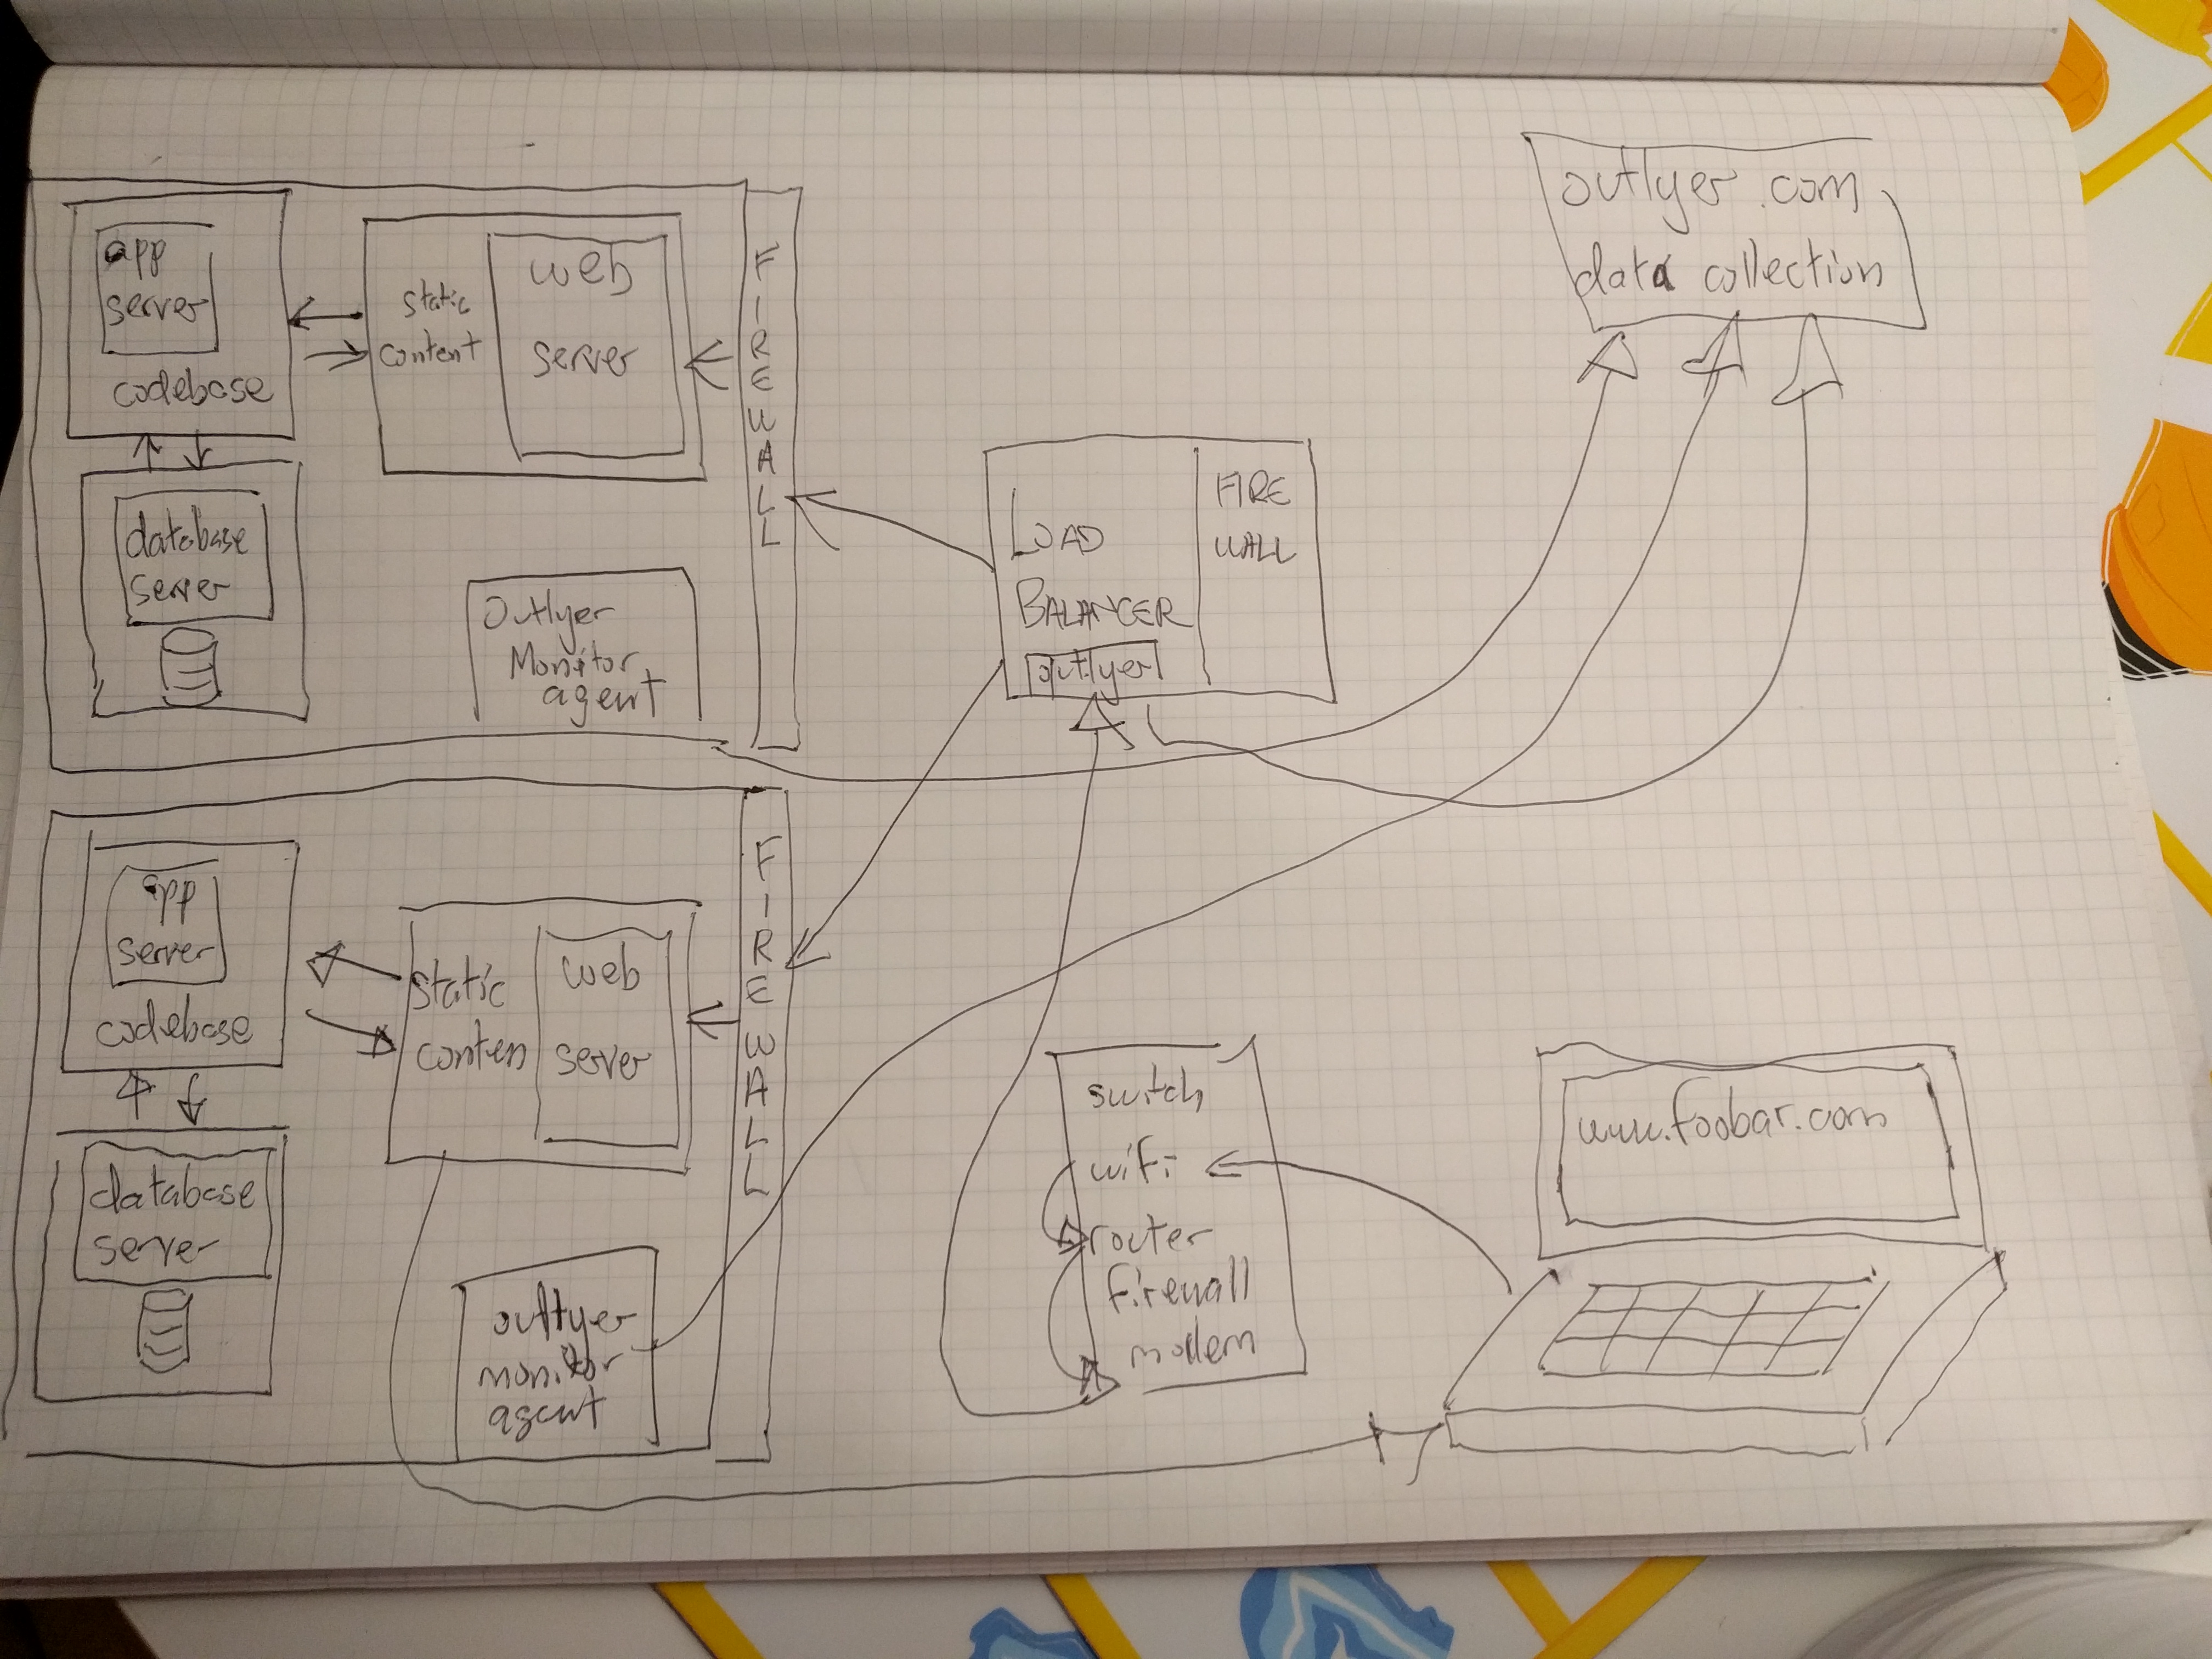 app
server
codebase
static
content
web
server
FIREWALL
database
server
Outlyer
Monitor
agent
LOAD
BALANCER
outlyer
FIRE
WALL
outlyer.com
data collection
app
server
codebase
static
conten
web
server
FIREWALL
database
server
outlyer
monitor
agent
switch
wifi
router
firewall
modem
www.foobar.com